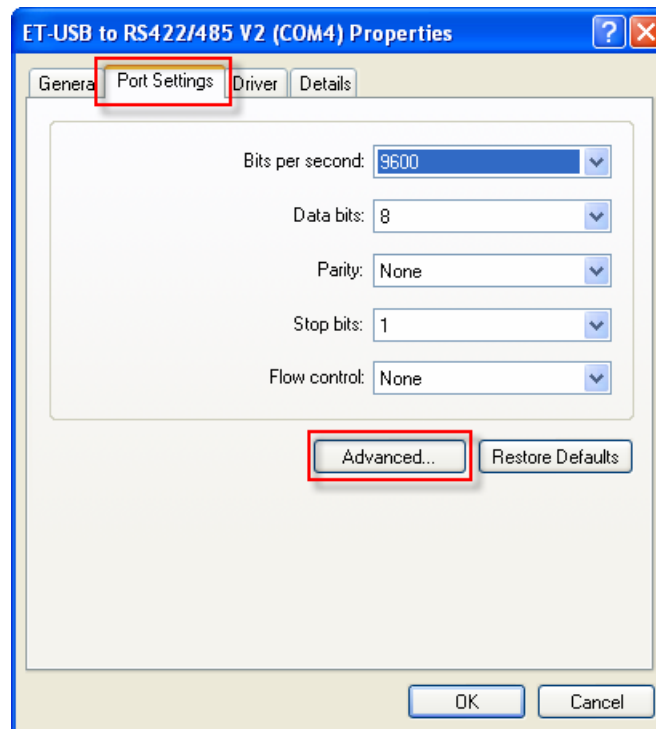 ET-USB to RS422/485 V2 (COM4) Properties
Genera Port Settings Driver Details
Bits per second: 9600
Data bits: 8
Parity: None
Stop bits: 1
Flow control: None
Advanced... Restore Defaults
OK Cancel